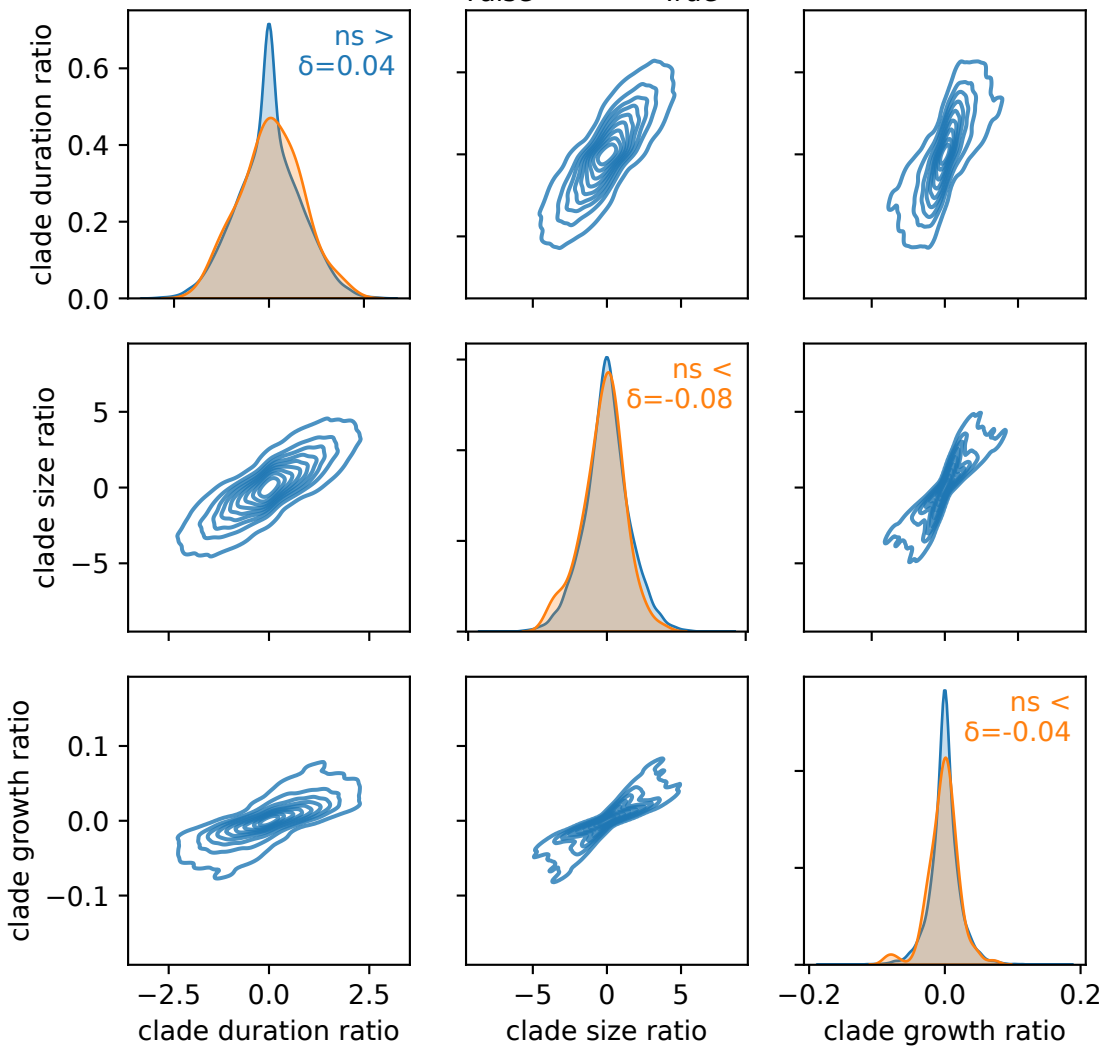 clade duration ratio
0.6
0.4
0.2
0.0
ns >
δ=0.04
clade size ratio
5
0
−5
ns <
δ=-0.08
clade growth ratio
0.1
0.0
−0.1
ns <
δ=-0.04
−2.5 0.0 2.5
−5 0 5
−0.2 0.0 0.2
clade duration ratio
clade size ratio
clade growth ratio